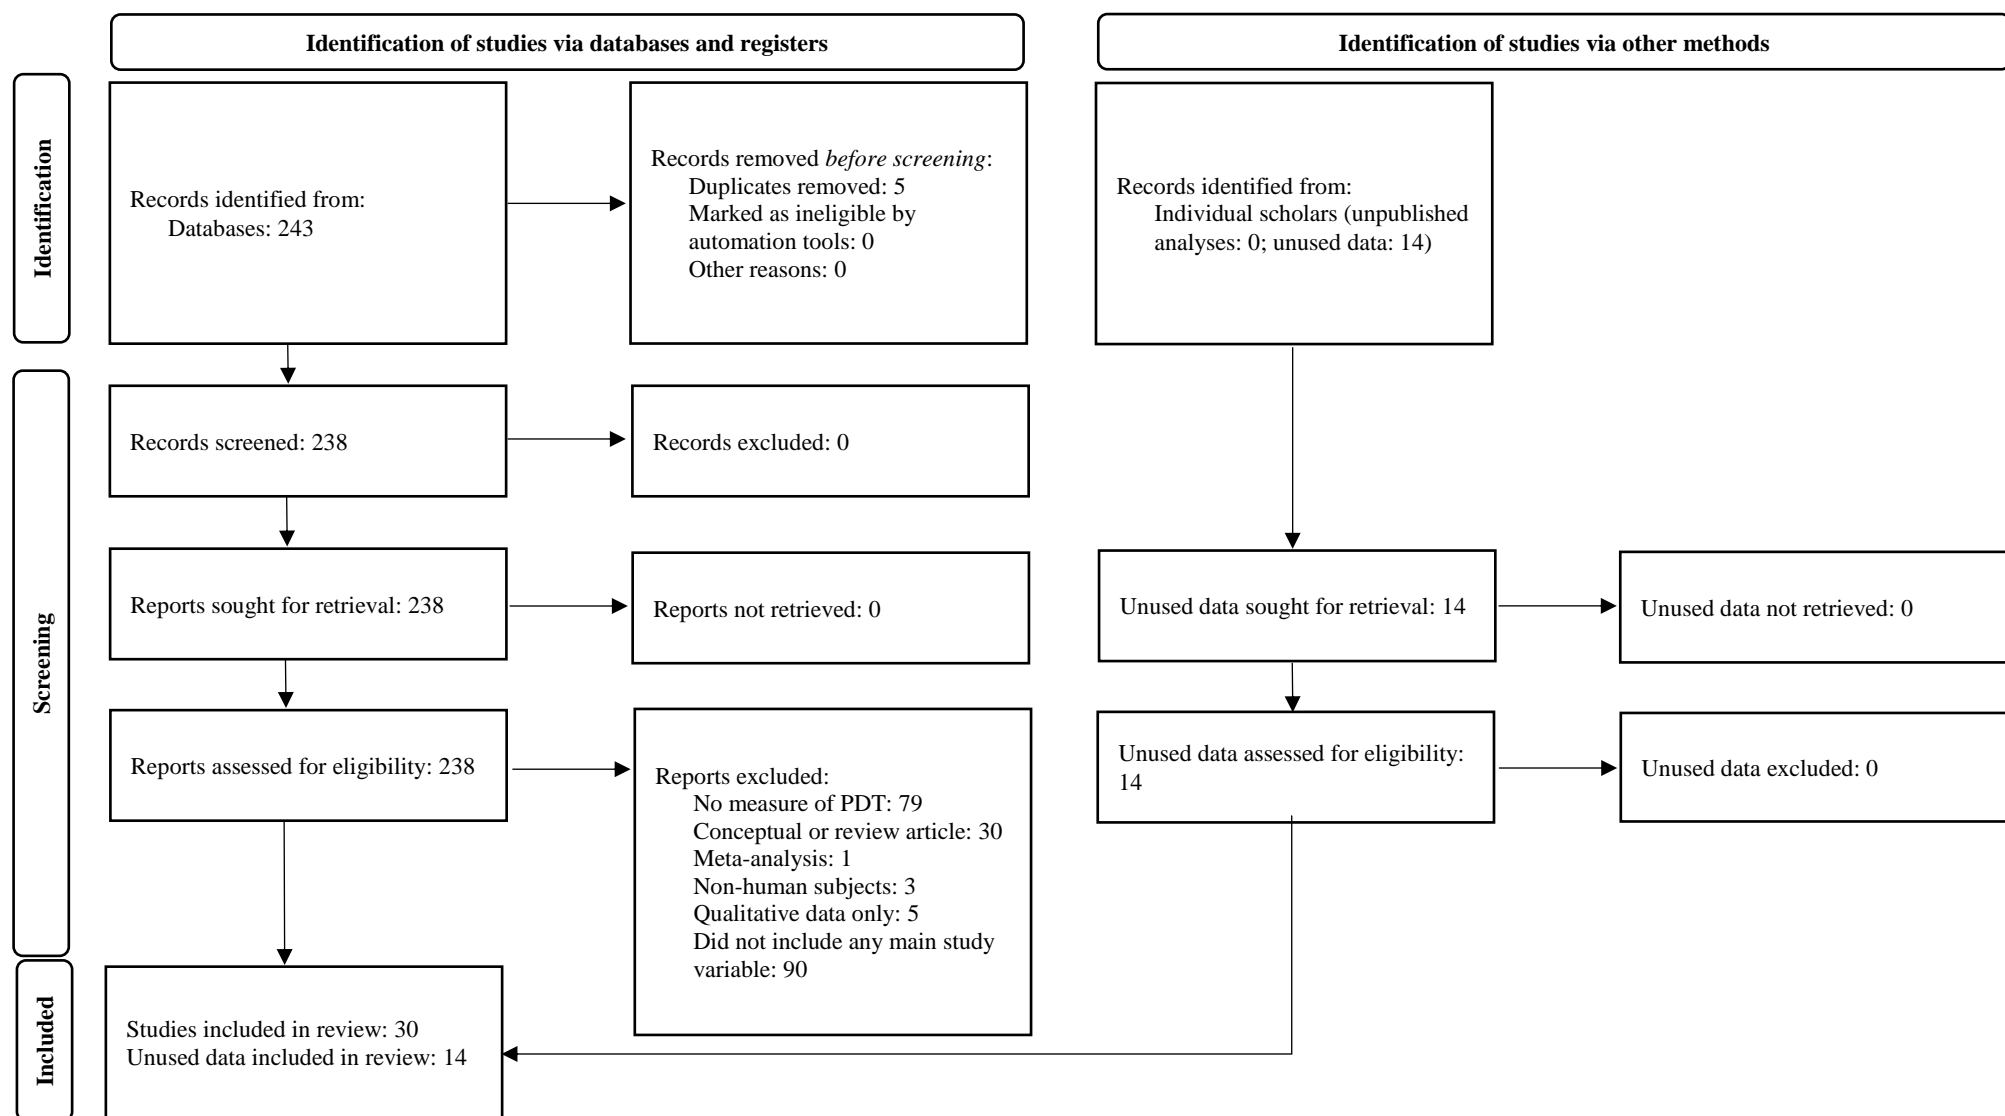 Identification of studies via databases and registers
Identification of studies via other methods
Identification
Records identified from:
Databases: 243
Records removed before screening:
Duplicates removed: 5
Marked as ineligible by
automation tools: 0
Other reasons: 0
Records identified from:
Individual scholars (unpublished
analyses: 0; unused data: 14)
Screening
Records screened: 238
Records excluded: 0
Reports sought for retrieval: 238
Reports not retrieved: 0
Unused data sought for retrieval: 14
Unused data not retrieved: 0
Reports assessed for eligibility: 238
Reports excluded:
No measure of PDT: 79
Conceptual or review article: 30
Meta-analysis: 1
Non-human subjects: 3
Qualitative data only: 5
Did not include any main study
variable: 90
Unused data assessed for eligibility:
14
Unused data excluded: 0
Included
Studies included in review: 30
Unused data included in review: 14